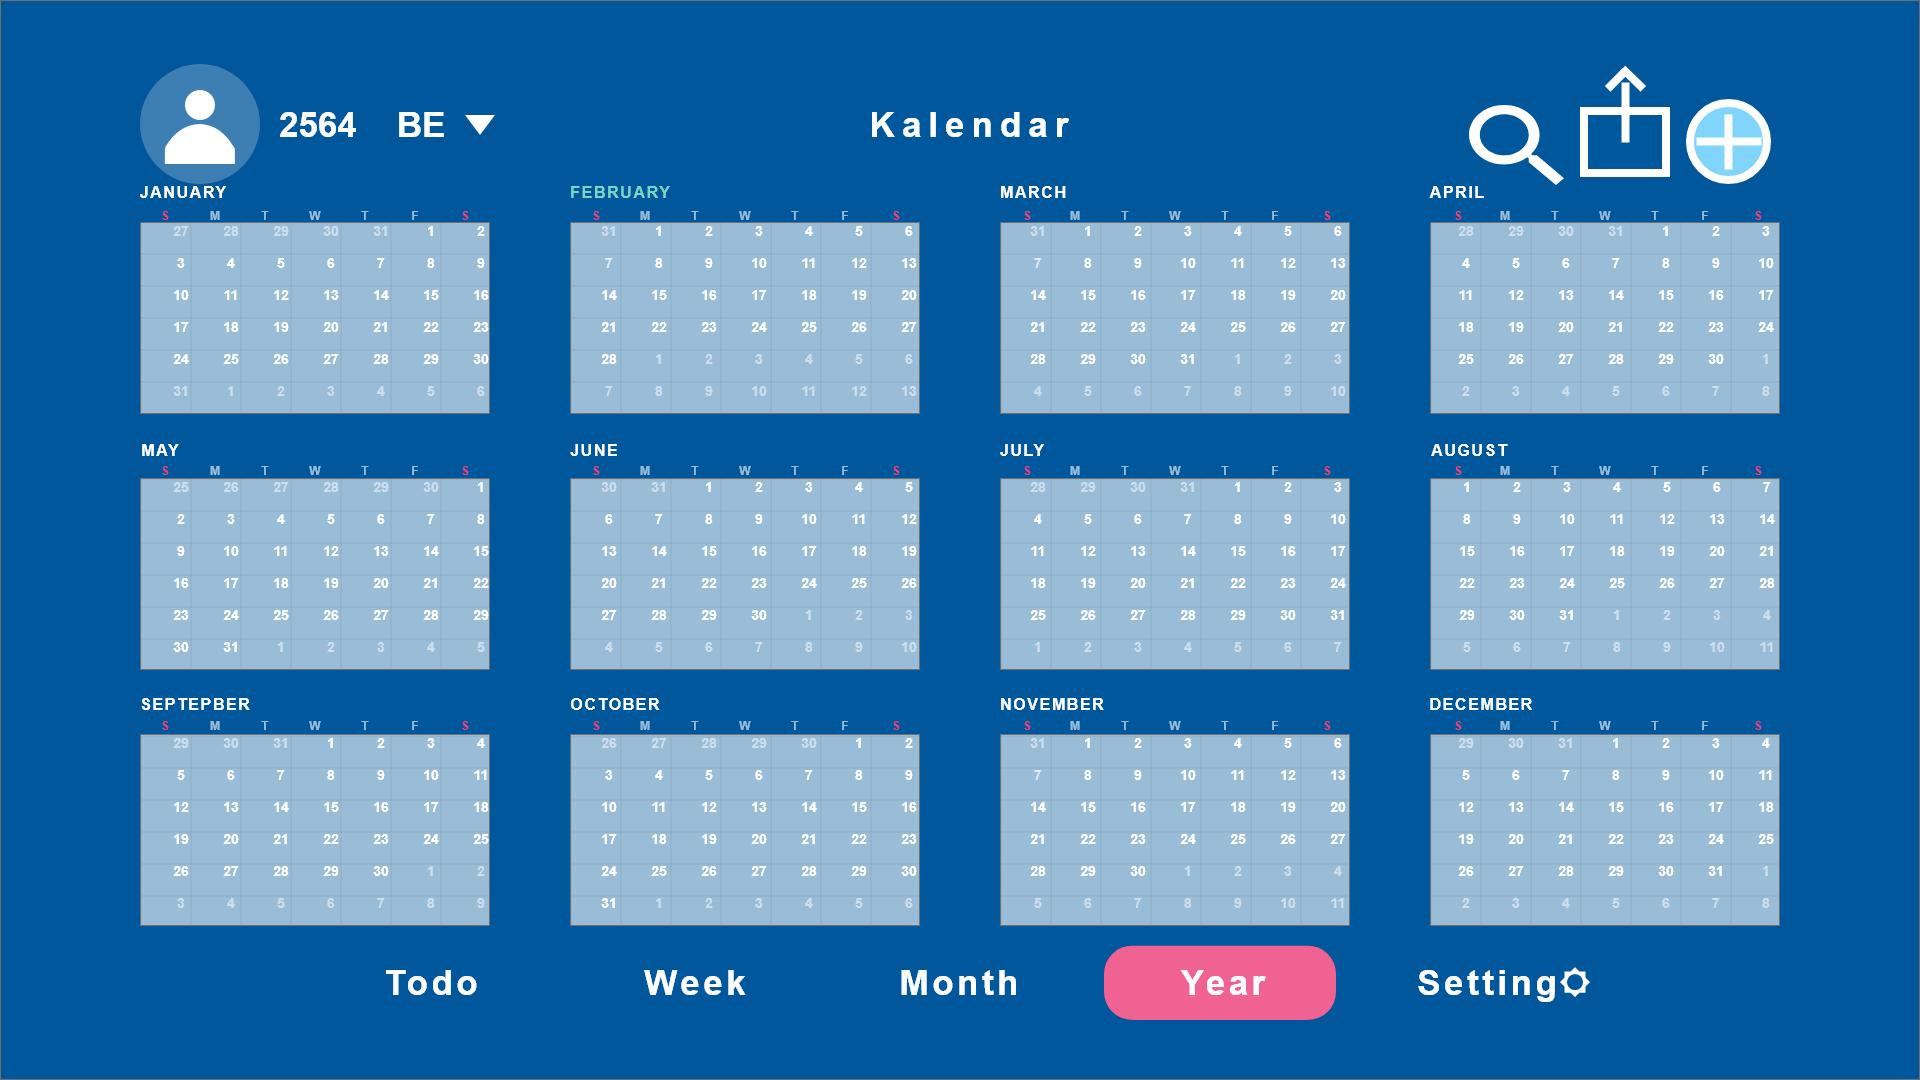 2564 BE Kalendar
JANUARY FEBRUARY MARCH APRIL
S M T W T F S S M T W T F S S M T W T F S S M T W T F S
27 28 29 30 31 1 2 31 1 2 3 4 5 6 31 1 2 3 4 5 6 28 29 30 31 1 2 3
3 4 5 6 7 8 9 7 8 9 10 11 12 13 7 8 9 10 11 12 13 4 5 6 7 8 9 10
10 11 12 13 14 15 16 14 15 16 17 18 19 20 14 15 16 17 18 19 20 11 12 13 14 15 16 17
17 18 19 20 21 22 23 21 22 23 24 25 26 27 21 22 23 24 25 26 27 18 19 20 21 22 23 24
24 25 26 27 28 29 30 28 1 2 3 4 5 6 28 29 30 31 1 2 3 25 26 27 28 29 30 1
31 1 2 3 4 5 6 7 8 9 10 11 12 13 4 5 6 7 8 9 10 2 3 4 5 6 7 8
MAY JUNE JULY AUGUST
S M T W T F S S M T W T F S S M T W T F S S M T W T F S
25 26 27 28 29 30 1 30 31 1 2 3 4 5 28 29 30 31 1 2 3 1 2 3 4 5 6 7
2 3 4 5 6 7 8 6 7 8 9 10 11 12 4 5 6 7 8 9 10 8 9 10 11 12 13 14
9 10 11 12 13 14 15 13 14 15 16 17 18 19 11 12 13 14 15 16 17 15 16 17 18 19 20 21
16 17 18 19 20 21 22 20 21 22 23 24 25 26 18 19 20 21 22 23 24 22 23 24 25 26 27 28
23 24 25 26 27 28 29 27 28 29 30 1 2 3 25 26 27 28 29 30 31 29 30 31 1 2 3 4
30 31 1 2 3 4 5 4 5 6 7 8 9 10 1 2 3 4 5 6 7 5 6 7 8 9 10 11
SEPTEPBER OCTOBER NOVEMBER DECEMBER
S M T W T F S S M T W T F S S M T W T F S S M T W T F S
29 30 31 1 2 3 4 26 27 28 29 30 1 2 31 1 2 3 4 5 6 29 30 31 1 2 3 4
5 6 7 8 9 10 11 3 4 5 6 7 8 9 7 8 9 10 11 12 13 5 6 7 8 9 10 11
12 13 14 15 16 17 18 10 11 12 13 14 15 16 14 15 16 17 18 19 20 12 13 14 15 16 17 18
19 20 21 22 23 24 25 17 18 19 20 21 22 23 21 22 23 24 25 26 27 19 20 21 22 23 24 25
26 27 28 29 30 1 2 24 25 26 27 28 29 30 28 29 30 1 2 3 4 26 27 28 29 30 31 1
3 4 5 6 7 8 9 31 1 2 3 4 5 6 5 6 7 8 9 10 11 2 3 4 5 6 7 8
Todo Week Month Year Setting